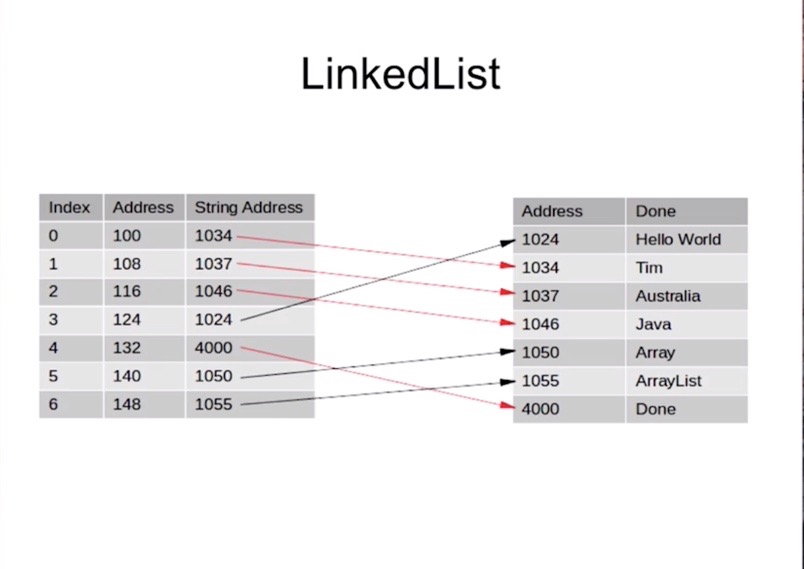 LinkedList
Index Address String Address
0 100 1034
1 108 1037
2 116 1046
3 124 1024
4 132 4000
5 140 1050
6 148 1055
Address Done
1024 Hello World
1034 Tim
1037 Australia
1046 Java
1050 Array
1055 ArrayList
4000 Done